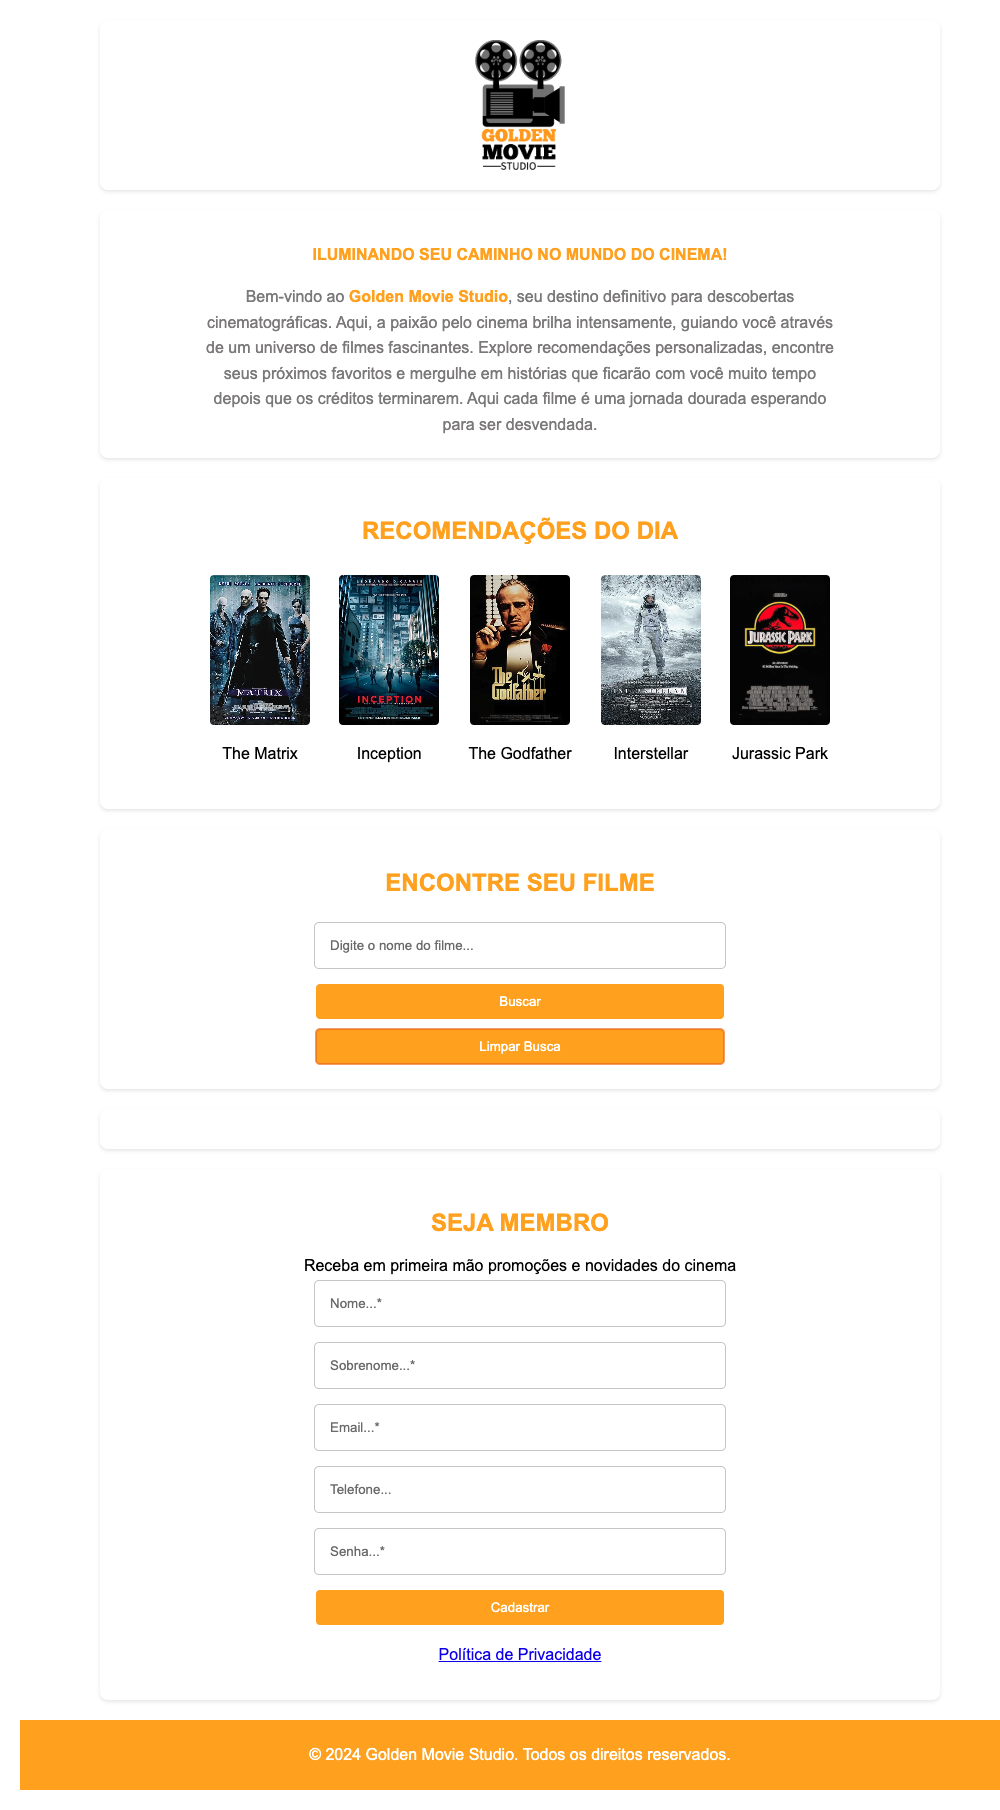 GOLDEN
MOVIE
STUDIO
ILUMINANDO SEU CAMINHO NO MUNDO DO CINEMA!
Bem-vindo ao Golden Movie Studio, seu destino definitivo para descobertas
cinematográficas. Aqui, a paixão pelo cinema brilha intensamente, guiando você através
de um universo de filmes fascinantes. Explore recomendações personalizadas, encontre
seus próximos favoritos e mergulhe em histórias que ficarão com você muito tempo
depois que os créditos terminarem. Aqui cada filme é uma jornada dourada esperando
para ser desvendada.
RECOMENDAÇÕES DO DIA
MATRIX
INCEPTION
The
Godfather
INTERSTELLAR
JURASSIC PARK
The Matrix
Inception
The Godfather
Interstellar
Jurassic Park
ENCONTRE SEU FILME
Digite o nome do filme...
Buscar
Limpar Busca
SEJA MEMBRO
Receba em primeira mão promoções e novidades do cinema
Nome...*
Sobrenome...*
Email...*
Telefone...
Senha...*
Cadastrar
Política de Privacidade
© 2024 Golden Movie Studio. Todos os direitos reservados.